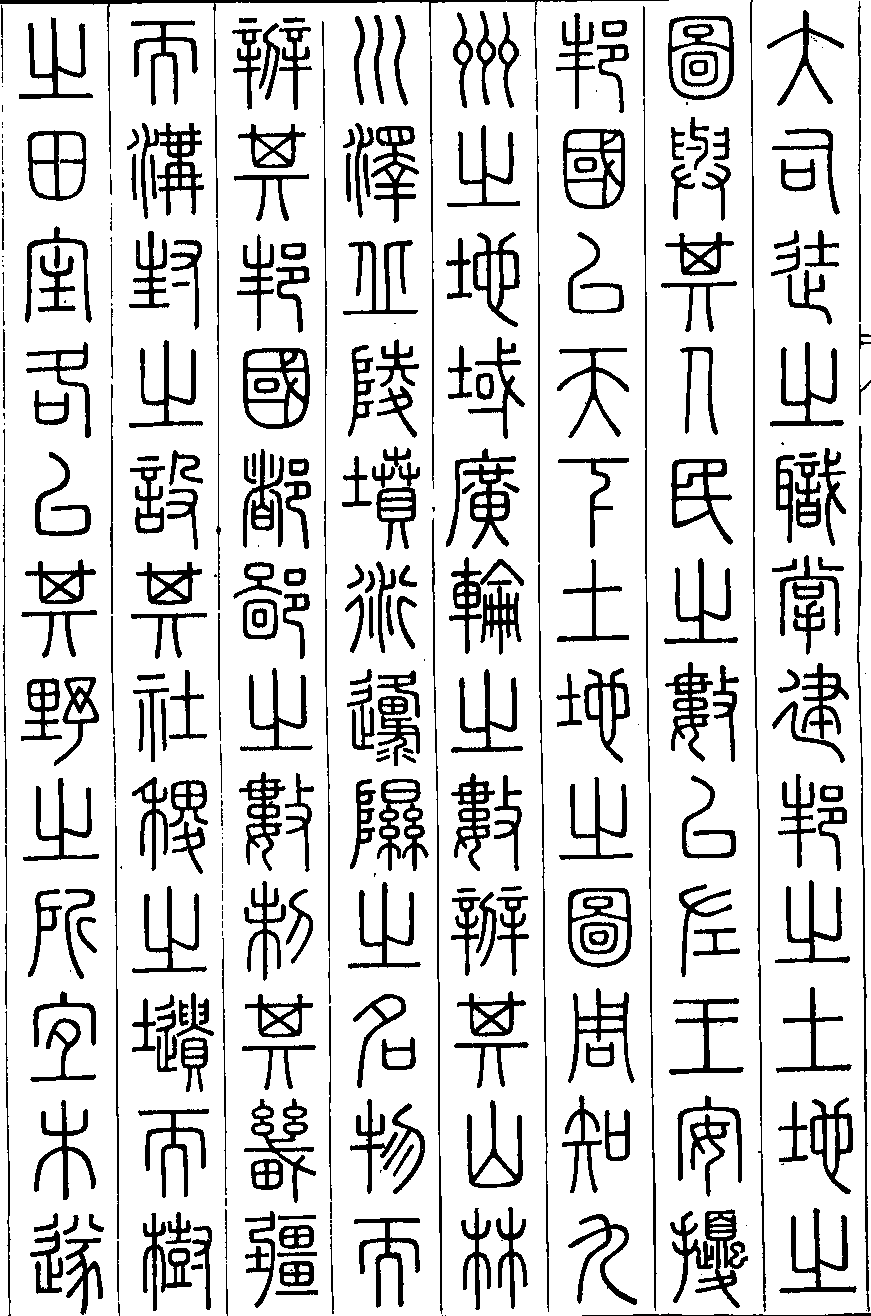 大司徒之職掌建邦之土地之
圖與其人民之數以左王安擾
邦國以天下土地之圖周知九
州之地域廣輪之數辦其山林
川澤丘陵墳衍邍隰之名物而
辦其邦國都鄙之數制其畿疆
而溝封之設其社稷之壝而樹
之田主各以其野之所宜木遂